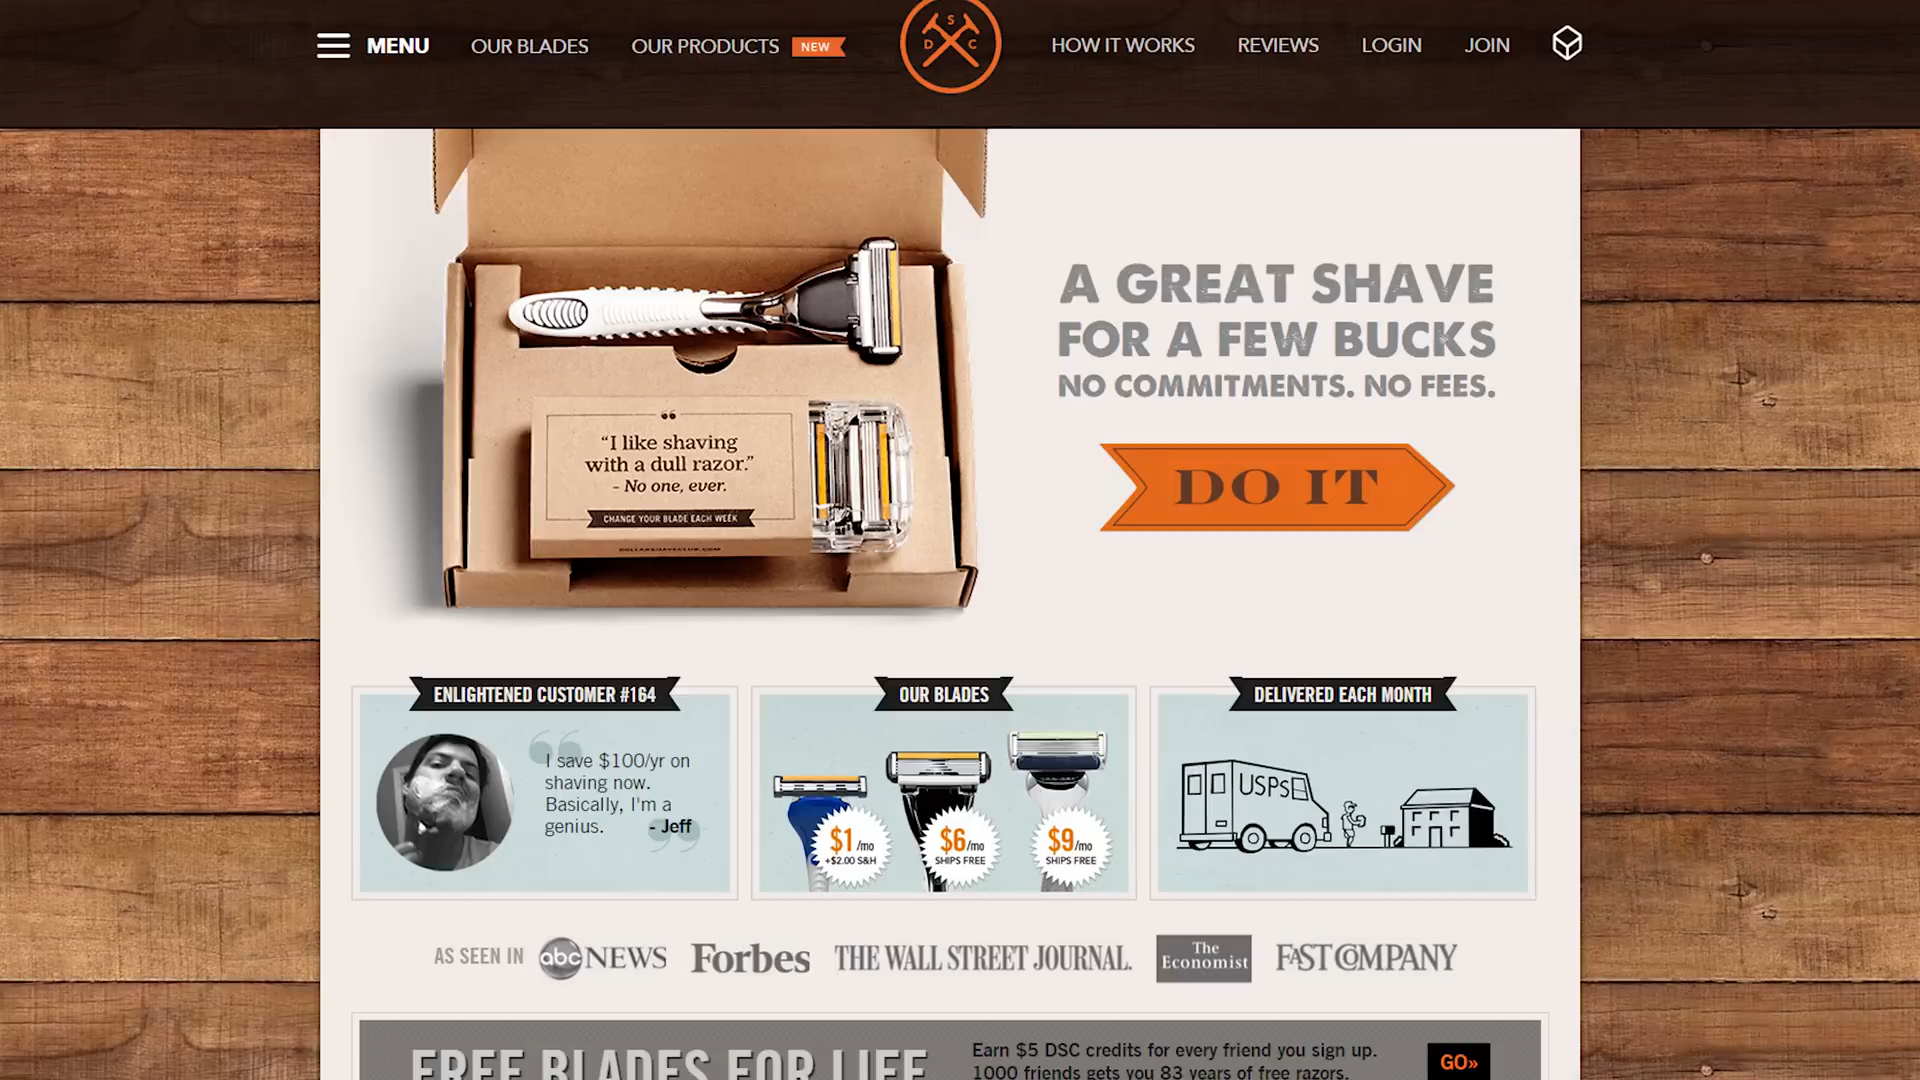 MENU
OUR BLADES
OUR PRODUCTS
NEW
D S C
HOW IT WORKS
REVIEWS
LOGIN
JOIN
A GREAT SHAVE
FOR A FEW BUCKS
NO COMMITMENTS. NO FEES.
DO IT
“I like shaving
with a dull razor.”
- No one, ever.
CHANGE YOUR BLADE EACH WEEK
DOLLARSHAVECLUB.COM
ENLIGHTENED CUSTOMER #164
I save $100/yr on
shaving now.
Basically, I'm a
genius.
- Jeff
OUR BLADES
$1/mo
+$2.00 S&H
$6/mo
SHIPS FREE
$9/mo
SHIPS FREE
DELIVERED EACH MONTH
USPs
AS SEEN IN
abc NEWS
Forbes
THE WALL STREET JOURNAL.
The
Economist
FAST COMPANY
FREE BLADES FOR LIFE
Earn $5 DSC credits for every friend you sign up.
1000 friends gets you 83 years of free razors.
GO»